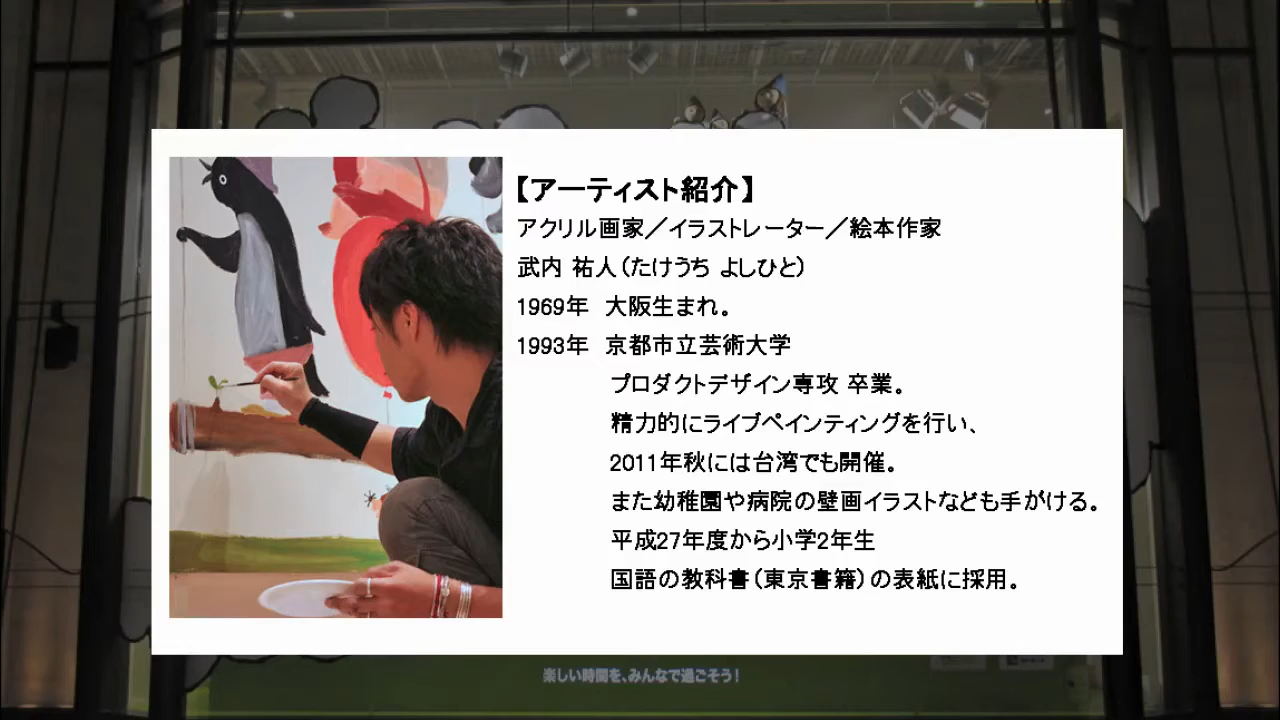 【アーティスト紹介】
アクリル画家／イラストレーター／絵本作家
武内 祐人（たけうち よしひと）
1969年 大阪生まれ。
1993年 京都市立芸術大学
プロダクトデザイン専攻 卒業。
精力的にライブペインティングを行い、
2011年秋には台湾でも開催。
また幼稚園や病院の壁画イラストなども手がける。
平成27年度から小学2年生
国語の教科書（東京書籍）の表紙に採用。
楽しい時間を、みんなで過ごそう！